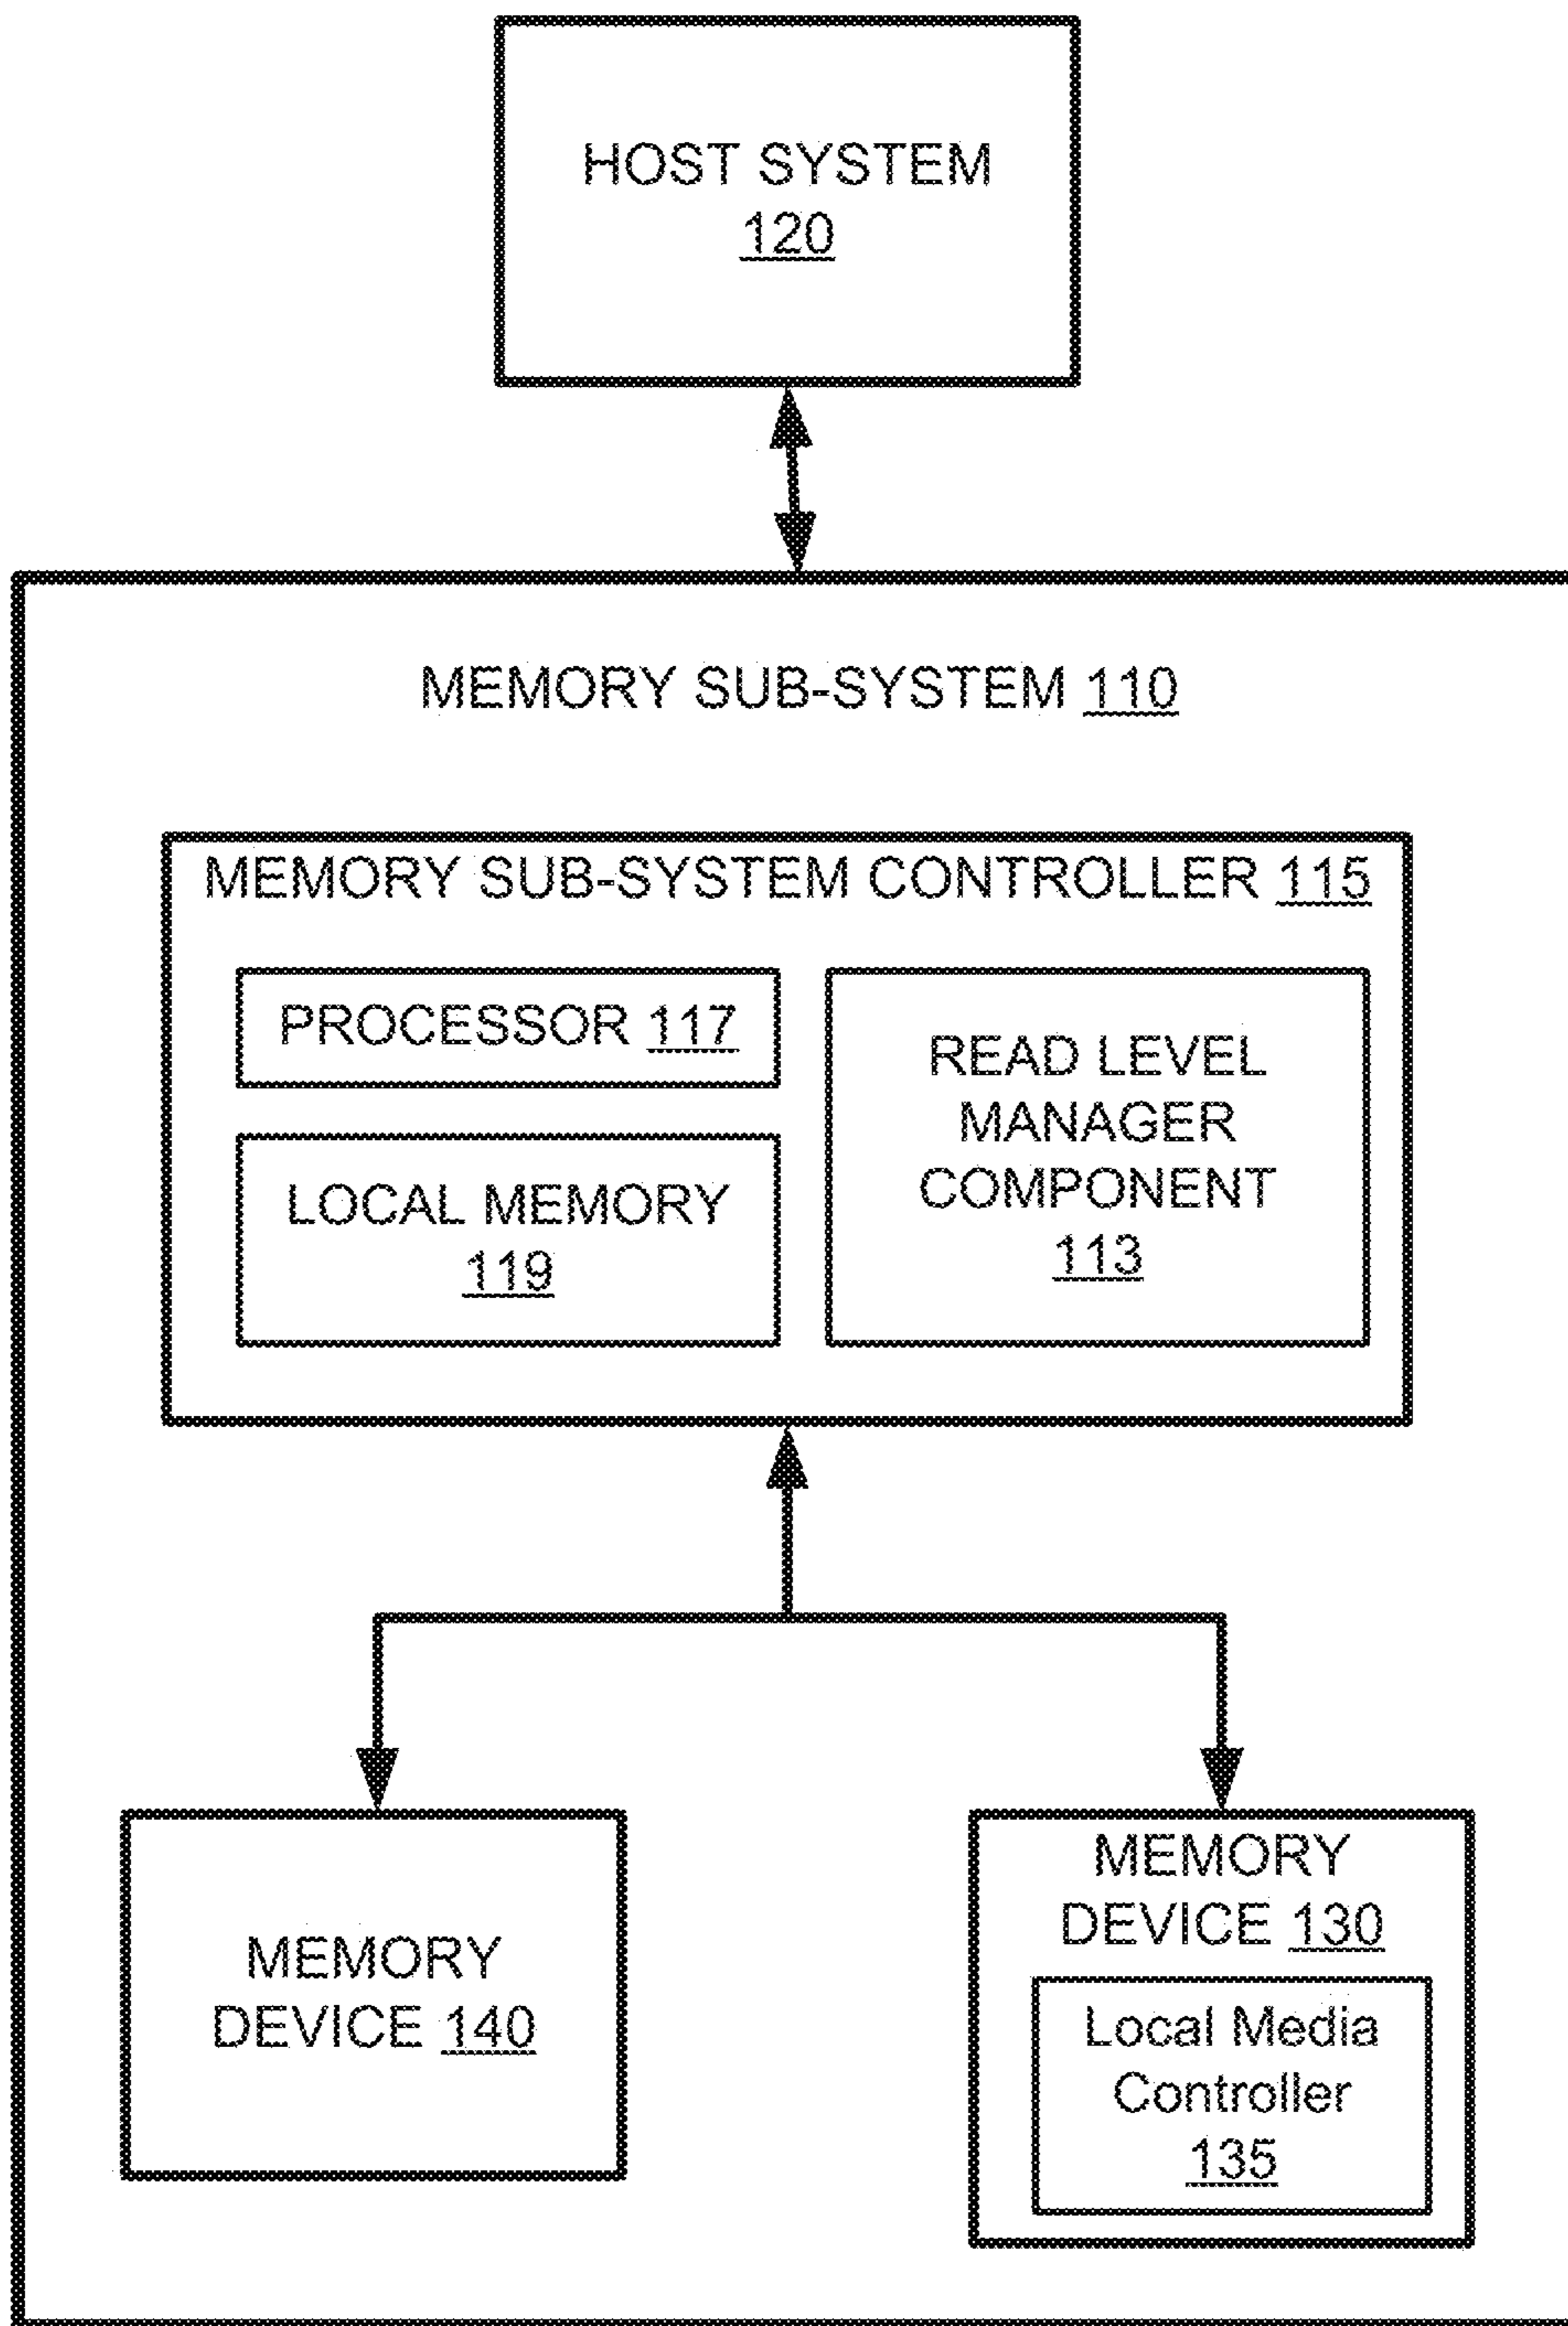 HOST SYSTEM
120
MEMORY SUB-SYSTEM 110
MEMORY SUB-SYSTEM CONTROLLER 115
PROCESSOR 117
LOCAL MEMORY
119
READ LEVEL
MANAGER
COMPONENT
113
MEMORY
DEVICE 140
MEMORY
DEVICE 130
Local Media
Controller
135